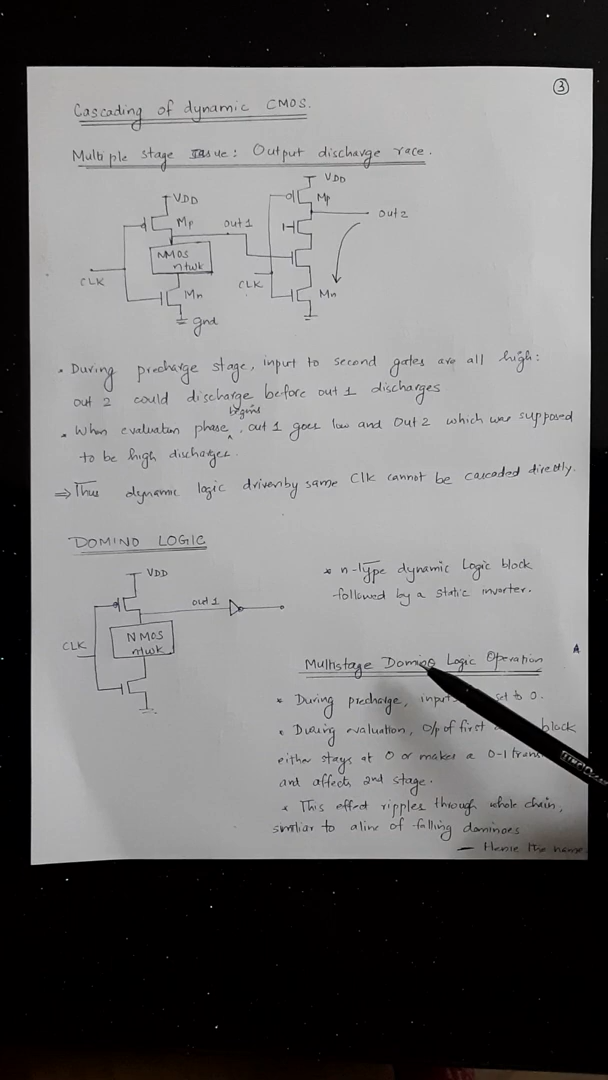 3
Cascading of dynamic CMOS.
Multiple stage Issue: Output discharge race.
VDD
VDD
Mp
Mp
out 1
out 2
NMOS
ntwk
CLK
CLK
Mn
Mn
gnd
• During precharge stage, input to second gates are all high:
out 2 could discharge before out 1 discharges
• When evaluation phase begins, out 1 goes low and Out 2 which was supposed
to be high discharges.
⇒ Thus dynamic logic driven by same Clk cannot be cascaded directly.
DOMINO LOGIC
VDD
out 1
CLK
NMOS
ntwk
* n-type dynamic Logic block
followed by a static inverter.
A
Multistage Domino Logic Operation
* During precharge, inputs set to 0.
* During evaluation, O/p of first block
either stays at 0 or makes a 0-1
and affects 2nd stage.
* This effect ripples through whole chain,
similiar to a line of falling dominoes
— Hence the name